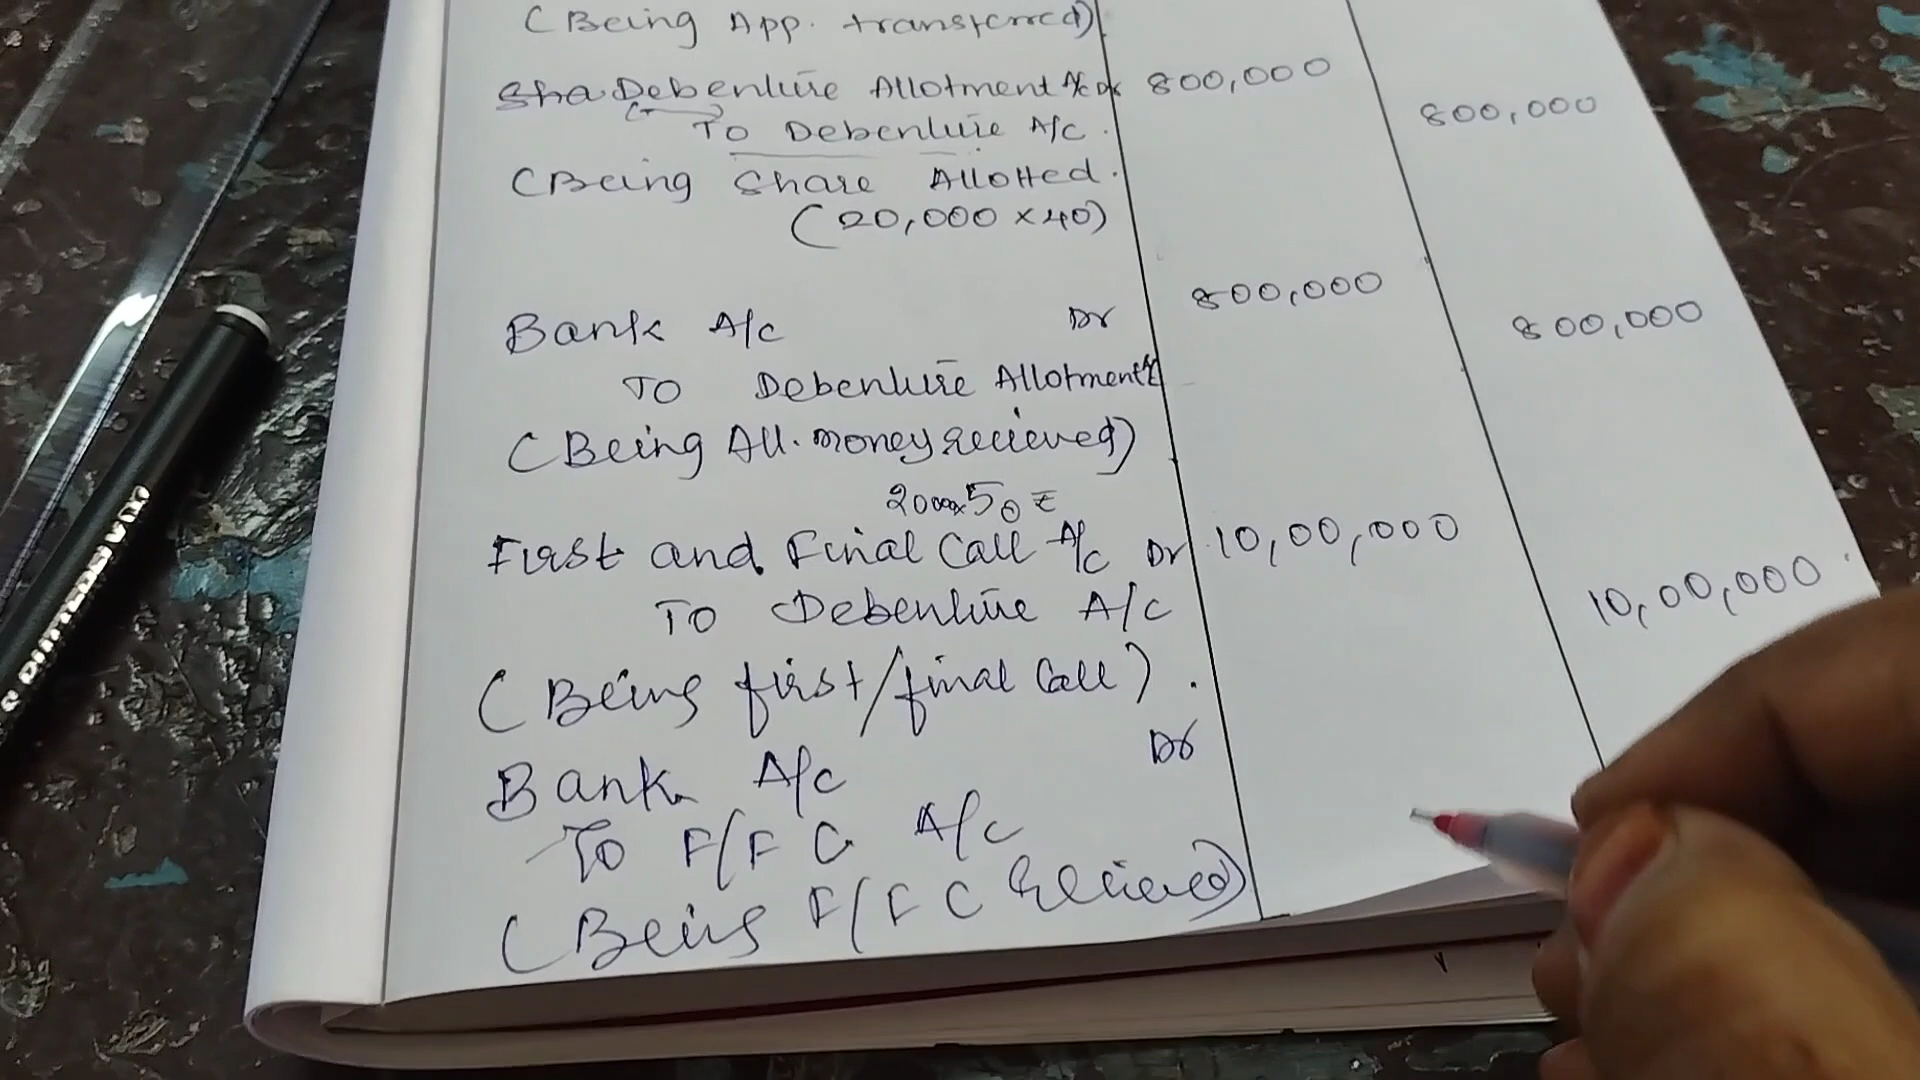 (Being App. transferred)
Sha Debenture Allotment A/c Dr 800,000
To Debenture A/c. 800,000
(Being Share Allotted.
(20,000 × 40)
Bank A/c Dr 800,000
To Debenture Allotment A/c 800,000
(Being All. money recieved)
20000x50 ₹
First and Final Call A/c Dr 10,00,000
To Debenture A/c 10,00,000
(Being first/final Call).
Bank A/c Dr
To F/F C A/c
(Being F/F C Recieved)